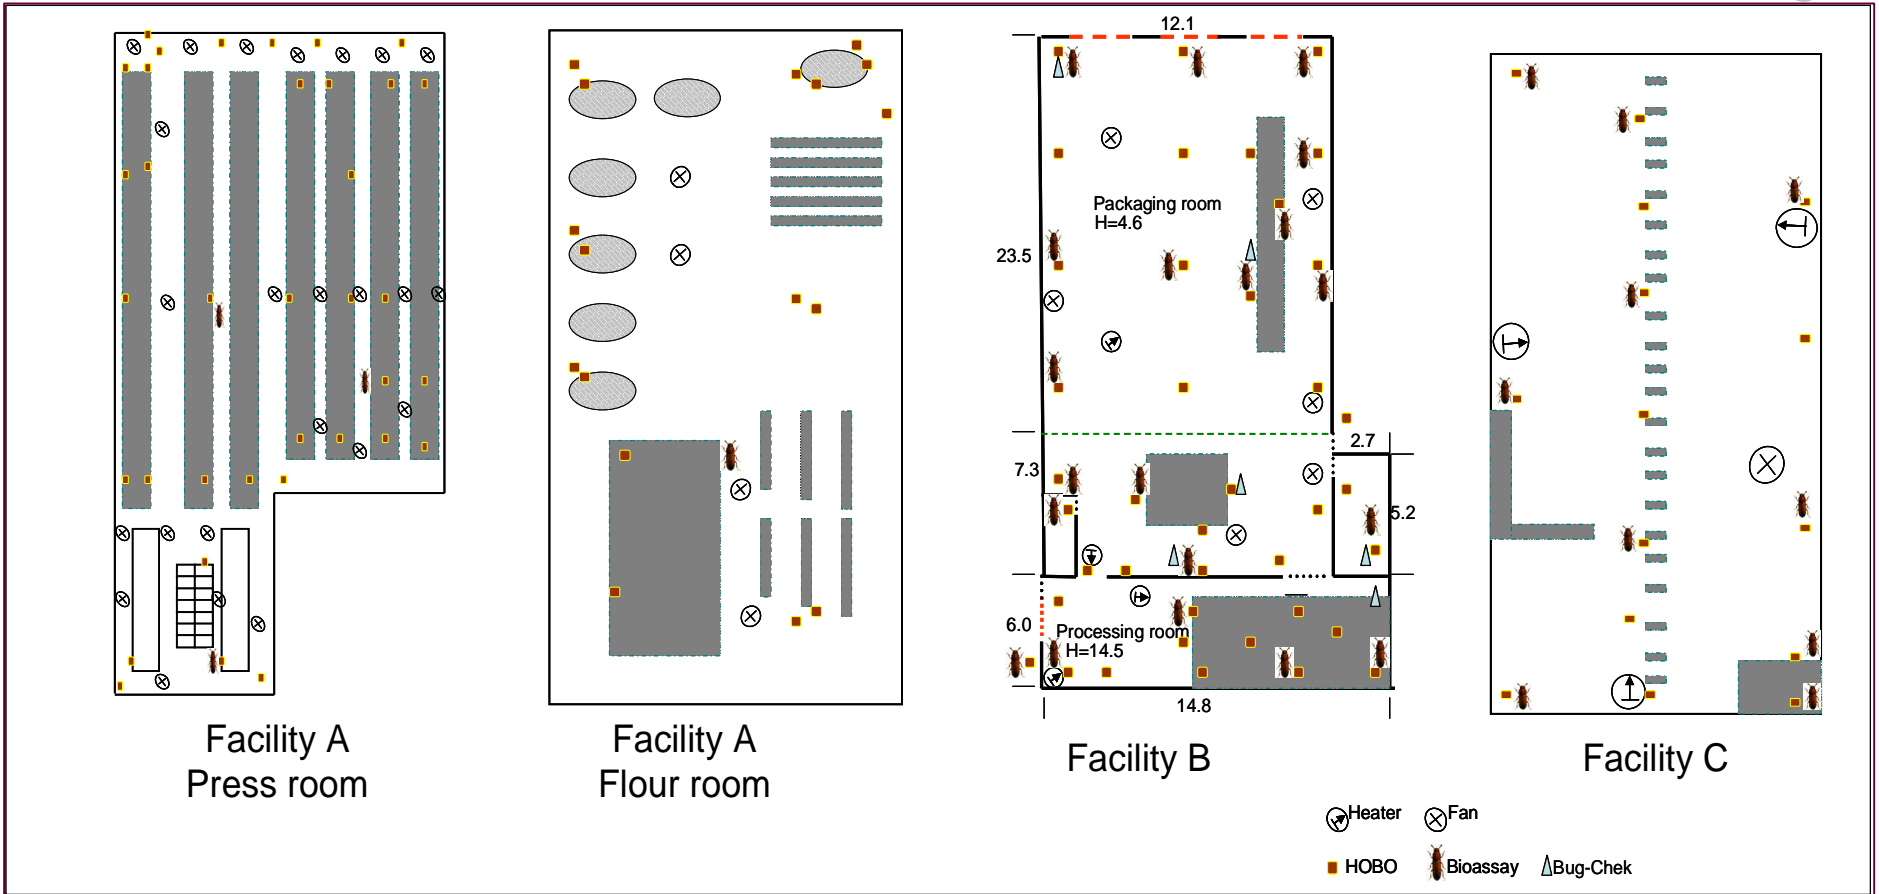 12.1
Packaging room
H=4.6
23.5
7.3
2.7
5.2
6.0
Processing room
H=14.5
14.8
Facility A
Press room
Facility A
Flour room
Facility B
Facility C
Heater
Fan
HOBO
Bioassay
Bug-Chek